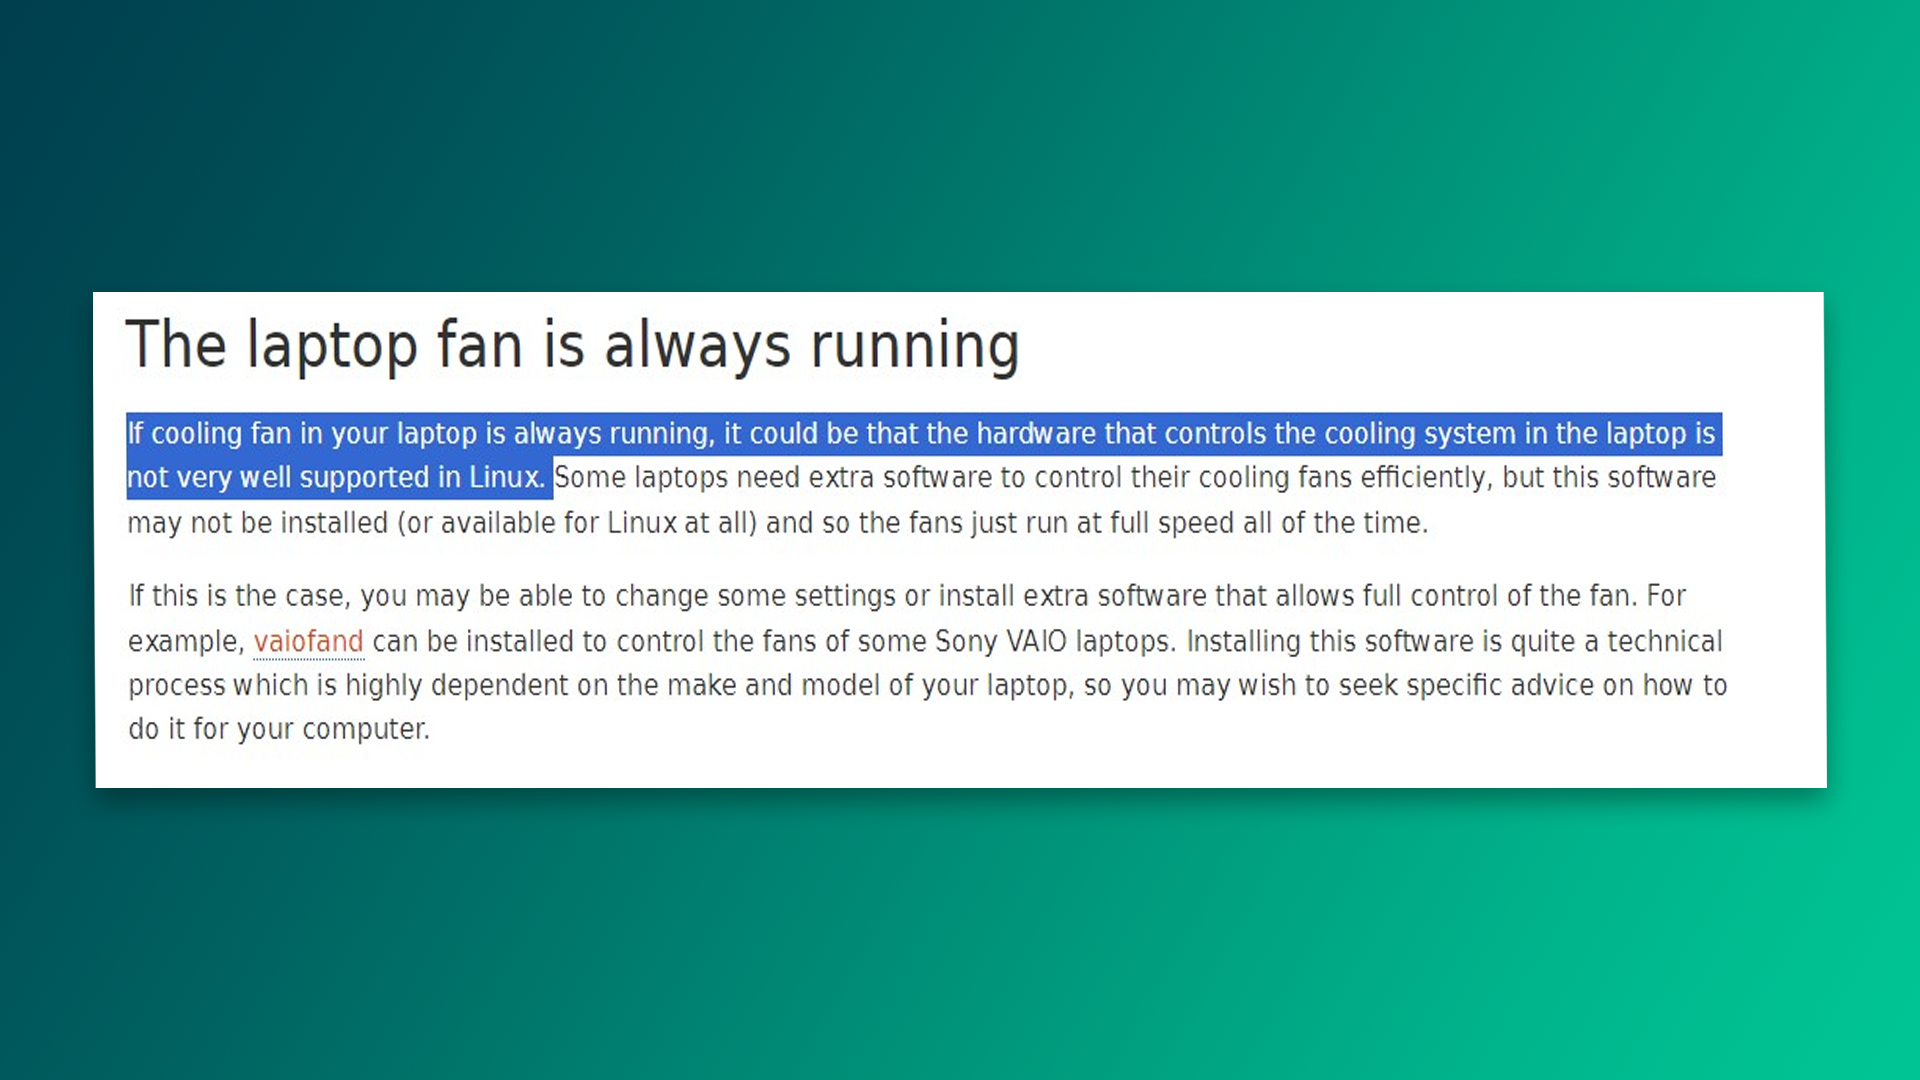 The laptop fan is always running
If cooling fan in your laptop is always running, it could be that the hardware that controls the cooling system in the laptop is
not very well supported in Linux. Some laptops need extra software to control their cooling fans efficiently, but this software
may not be installed (or available for Linux at all) and so the fans just run at full speed all of the time.
If this is the case, you may be able to change some settings or install extra software that allows full control of the fan. For
example, vaiofand can be installed to control the fans of some Sony VAIO laptops. Installing this software is quite a technical
process which is highly dependent on the make and model of your laptop, so you may wish to seek specific advice on how to
do it for your computer.